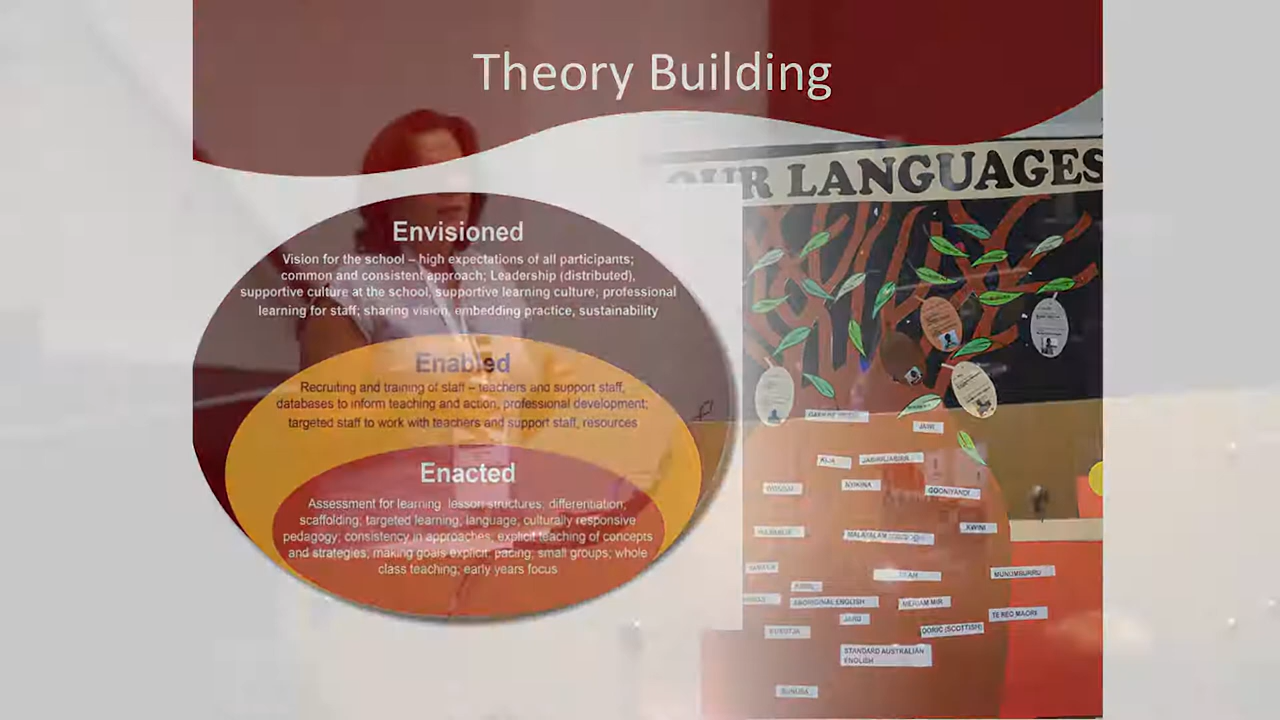 Theory Building
Envisioned
Vision for the school – high expectations of all participants;
common and consistent approach; Leadership (distributed),
supportive culture at the school, supportive learning culture; professional
learning for staff; sharing vision, embedding practice, sustainability
Enabled
Recruiting and training of staff – teachers and support staff,
databases to inform teaching and action, professional development;
targeted staff to work with teachers and support staff, resources
Enacted
Assessment for learning lesson structures; differentiation;
scaffolding; targeted learning, language; culturally responsive
pedagogy; consistency in approaches, explicit teaching of concepts
and strategies; making goals explicit; pacing; small groups; whole
class teaching; early years focus
OUR LANGUAGES
JAWI
KIJA
NYIKINA
GOONIYANDI
KWINI
MALAYALAM
MUNUMBURRU
ABORIGINAL ENGLISH
MERIAM MIR
TE REO MAORI
JARU
KUKATJA
DORIC (SCOTTISH)
STANDARD AUSTRALIAN
ENGLISH
BUNUBA